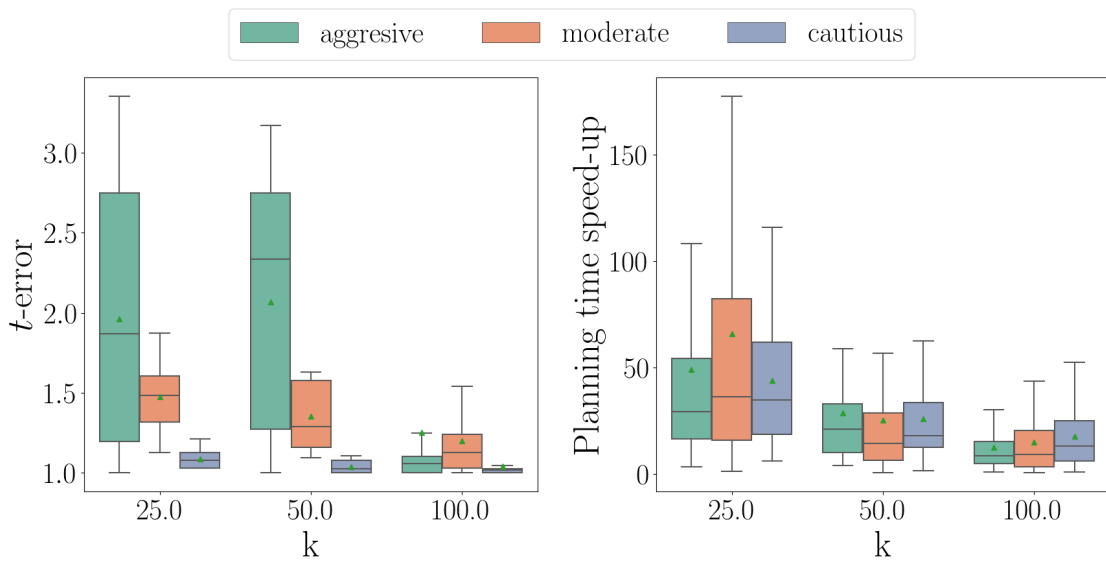 aggresive moderate cautious
t-error
3.0
2.5
2.0
1.5
1.0
25.0 50.0 100.0
k
Planning time speed-up
150
100
50
0
25.0 50.0 100.0
k